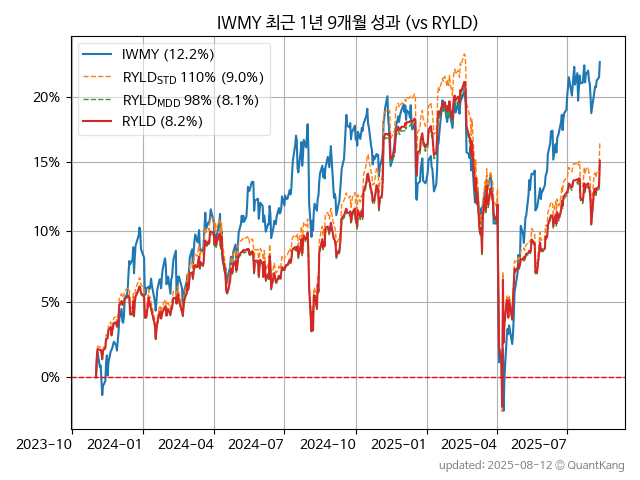 IWMY 최근 1년 9개월 성과 (vs RYLD)
IWMY (12.2%)
RYLD_STD 110% (9.0%)
RYLD_MDD 98% (8.1%)
RYLD (8.2%)
20%
15%
10%
5%
0%
2023-10 2024-01 2024-04 2024-07 2024-10 2025-01 2025-04 2025-07
updated: 2025-08-12 © QuantKang